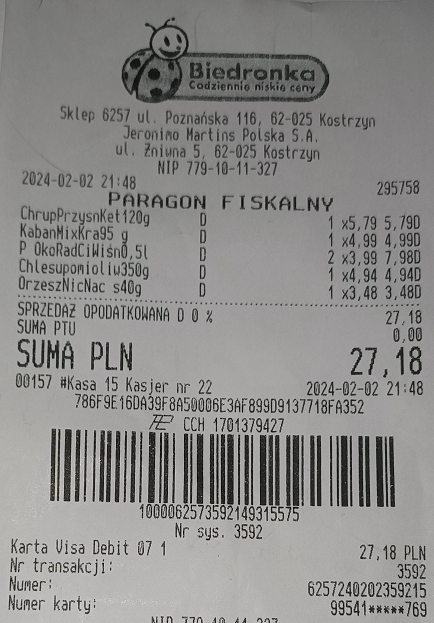 Biedronka
Codziennie niskie ceny
Sklep 6257 ul. Poznańska 116, 62-025 Kostrzyn
Jeronimo Martins Polska S.A.
ul. Żniwna 5, 62-025 Kostrzyn
NIP 779-10-11-327
2024-02-02 21:48 295758
PARAGON FISKALNY
ChrupPrzysnKet120g D 1 x5,79 5,79D
KabanMixKra95 g D 1 x4,99 4,99D
P OkoRadCiWiśn0,5l D 2 x3,99 7,98D
Chlesupomioliw350g D 1 x4,94 4,94D
OrzeszNicNac s40g D 1 x3,48 3,48D
SPRZEDAŻ OPODATKOWANA D 0 % 27,18
SUMA PTU 0,00
SUMA PLN 27,18
00157 #Kasa 15 Kasjer nr 22 2024-02-02 21:48
786F9E16DA39F8A50006E3AF899D9137718FA352
CCH 1701379427
1000062573592149315575
Nr sys. 3592
Karta Visa Debit 07 1 27,18 PLN
Nr transakcji: 3592
Numer: 6257240202359215
Numer karty: 99541*****769